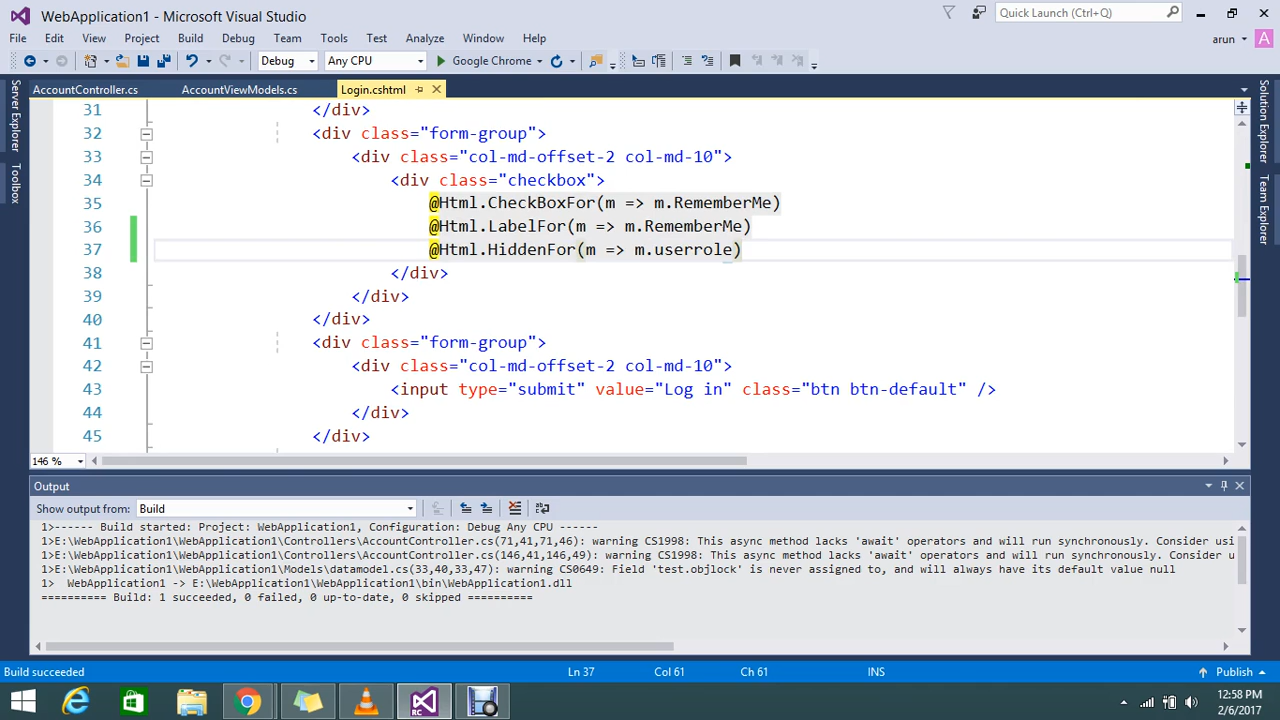 WebApplication1 - Microsoft Visual Studio
Quick Launch (Ctrl+Q)
File Edit View Project Build Debug Team Tools Test Analyze Window Help
arun A
Debug Any CPU Google Chrome
AccountController.cs AccountViewModels.cs Login.cshtml
Server Explorer
Toolbox
Solution Explorer
Team Explorer
31 </div>
32 <div class="form-group">
33 <div class="col-md-offset-2 col-md-10">
34 <div class="checkbox">
35 @Html.CheckBoxFor(m => m.RememberMe)
36 @Html.LabelFor(m => m.RememberMe)
37 @Html.HiddenFor(m => m.userrole)
38 </div>
39 </div>
40 </div>
41 <div class="form-group">
42 <div class="col-md-offset-2 col-md-10">
43 <input type="submit" value="Log in" class="btn btn-default" />
44 </div>
45 </div>
146 %
Output
Show output from: Build
1>------ Build started: Project: WebApplication1, Configuration: Debug Any CPU ------
1>E:\WebApplication1\WebApplication1\Controllers\AccountController.cs(71,41,71,46): warning CS1998: This async method lacks 'await' operators and will run synchronously. Consider usi
1>E:\WebApplication1\WebApplication1\Controllers\AccountController.cs(146,41,146,49): warning CS1998: This async method lacks 'await' operators and will run synchronously. Consider u
1>E:\WebApplication1\WebApplication1\Models\datamodel.cs(33,40,33,47): warning CS0649: Field 'test.objlock' is never assigned to, and will always have its default value null
1>  WebApplication1 -> E:\WebApplication1\WebApplication1\bin\WebApplication1.dll
========== Build: 1 succeeded, 0 failed, 0 up-to-date, 0 skipped ==========
Build succeeded Ln 37 Col 61 Ch 61 INS Publish
RC
12:58 PM
2/6/2017